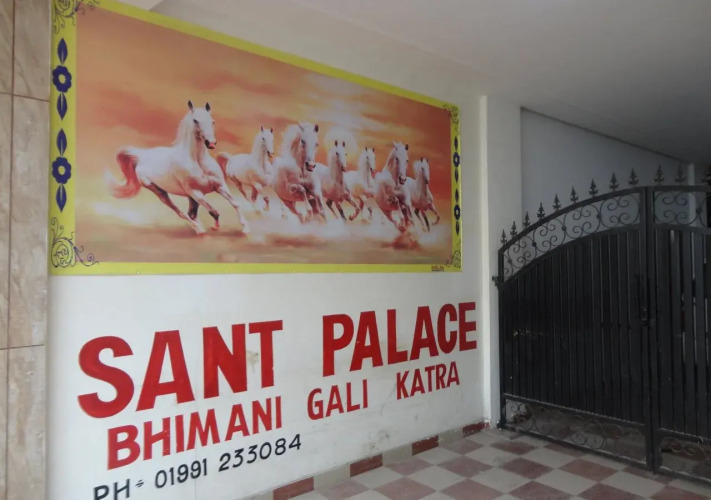 SANT PALACE
BHIMANI GALI KATRA
PH÷ 01991 233084